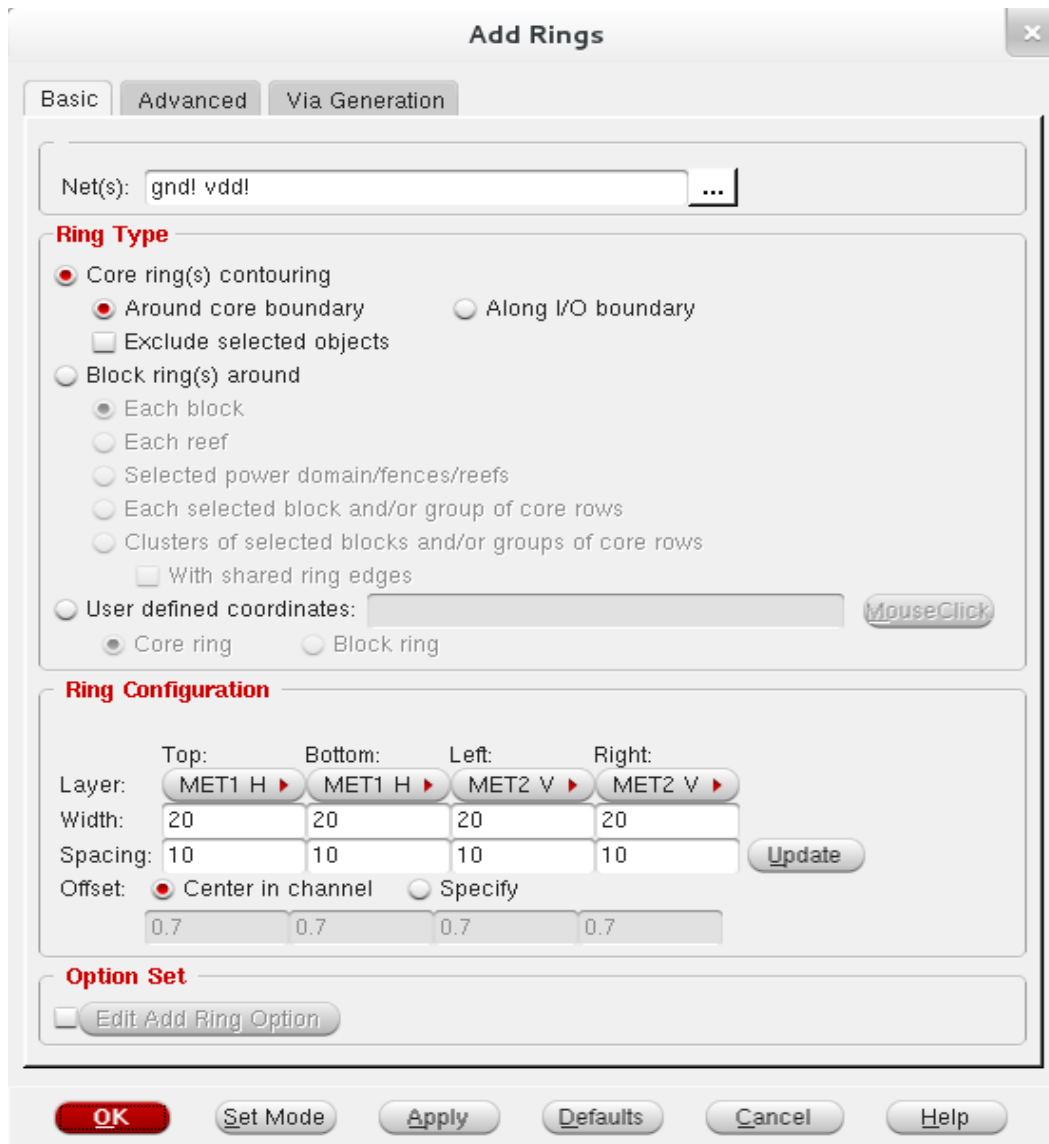 Add Rings
Basic Advanced Via Generation
Net(s): gnd! vdd! ...
Ring Type
Core ring(s) contouring
Around core boundary Along I/O boundary
Exclude selected objects
Block ring(s) around
Each block
Each reef
Selected power domain/fences/reefs
Each selected block and/or group of core rows
Clusters of selected blocks and/or groups of core rows
With shared ring edges
User defined coordinates: MouseClick
Core ring Block ring
Ring Configuration
Top: Bottom: Left: Right:
Layer: MET1 H MET1 H MET2 V MET2 V
Width: 20 20 20 20
Spacing: 10 10 10 10 Update
Offset: Center in channel Specify
0.7 0.7 0.7 0.7
Option Set
Edit Add Ring Option
OK Set Mode Apply Defaults Cancel Help